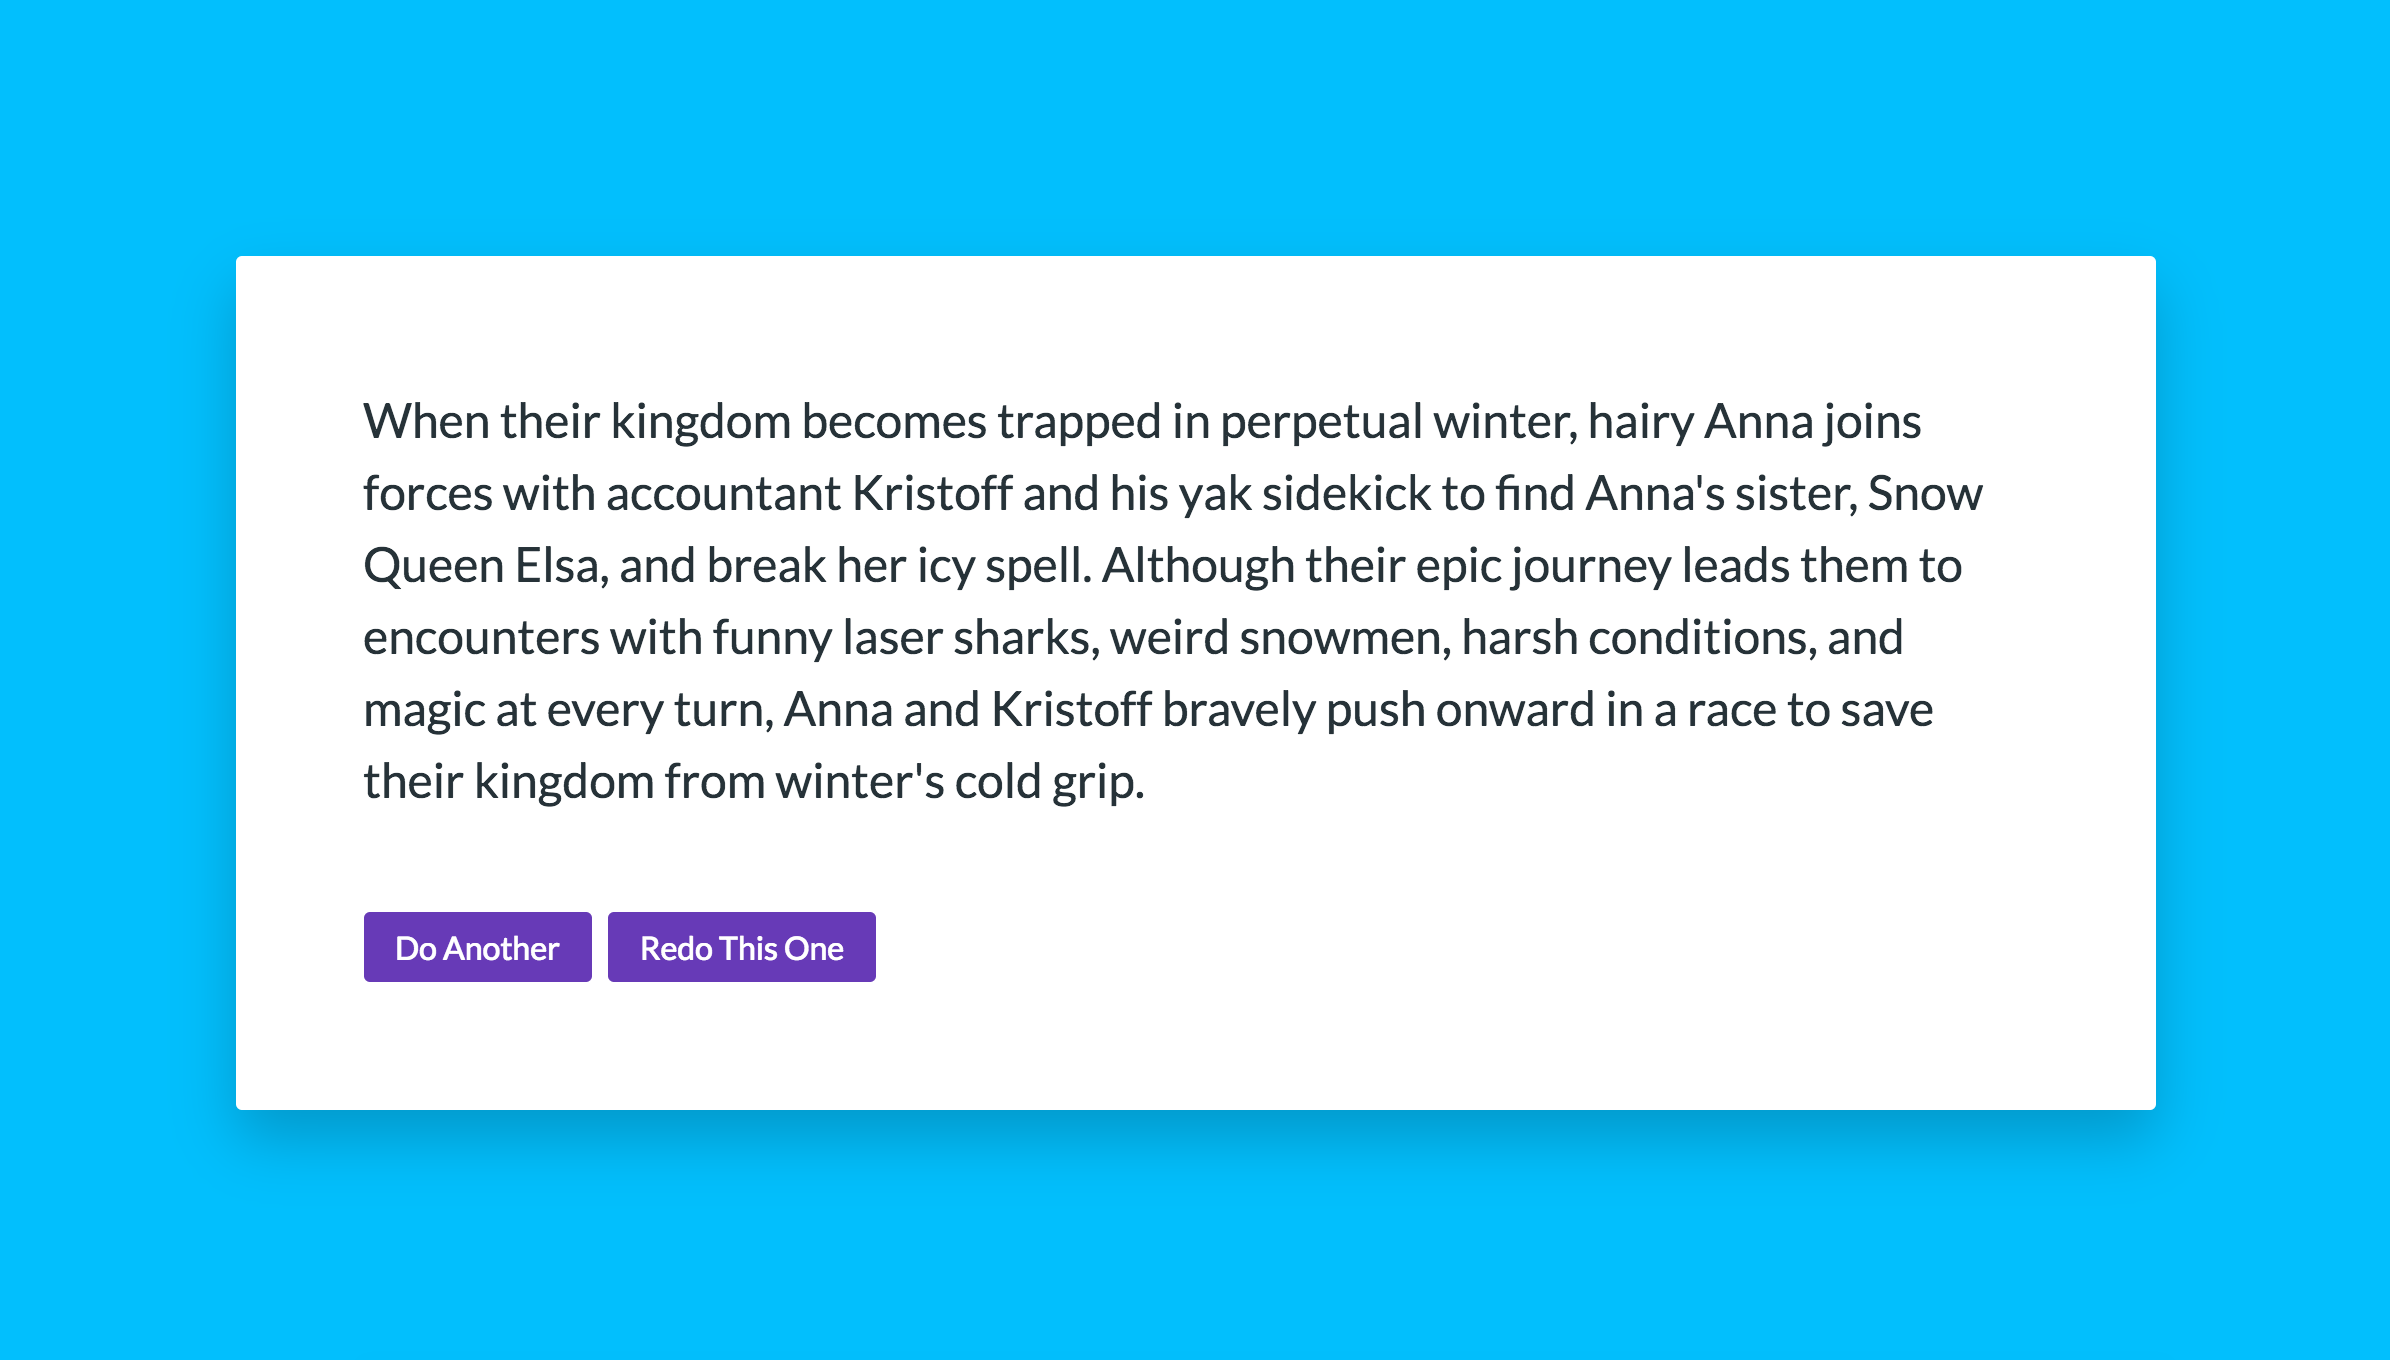 When their kingdom becomes trapped in perpetual winter, hairy Anna joins
forces with accountant Kristoff and his yak sidekick to find Anna's sister, Snow
Queen Elsa, and break her icy spell. Although their epic journey leads them to
encounters with funny laser sharks, weird snowmen, harsh conditions, and
magic at every turn, Anna and Kristoff bravely push onward in a race to save
their kingdom from winter's cold grip.
Do Another
Redo This One